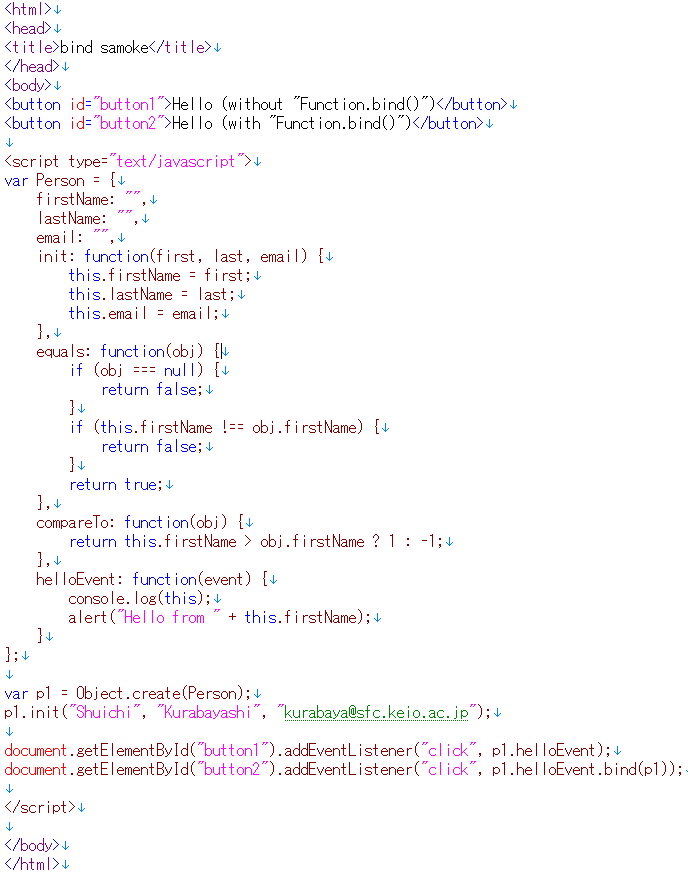 <html>↓
<head>↓
<title>bind samoke</title>↓
</head>↓
<body>↓
<button id="button1">Hello (without "Function.bind()")</button>↓
<button id="button2">Hello (with "Function.bind()")</button>↓
↓
<script type="text/javascript">↓
var Person = {↓
    firstName: "",↓
    lastName: "",↓
    email: "",↓
    init: function(first, last, email) {↓
        this.firstName = first;↓
        this.lastName = last;↓
        this.email = email;↓
    },↓
    equals: function(obj) {↓
        if (obj === null) {↓
            return false;↓
        }↓
        if (this.firstName !== obj.firstName) {↓
            return false;↓
        }↓
        return true;↓
    },↓
    compareTo: function(obj) {↓
        return this.firstName > obj.firstName ? 1 : -1;↓
    },↓
    helloEvent: function(event) {↓
        console.log(this);↓
        alert("Hello from " + this.firstName);↓
    }↓
};↓
↓
var p1 = Object.create(Person);↓
p1.init("Shuichi", "Kurabayashi", "kurabaya@sfc.keio.ac.jp");↓
↓
document.getElementById("button1").addEventListener("click", p1.helloEvent);↓
document.getElementById("button2").addEventListener("click", p1.helloEvent.bind(p1));↓
↓
</script>↓
↓
</body>↓
</html>↓